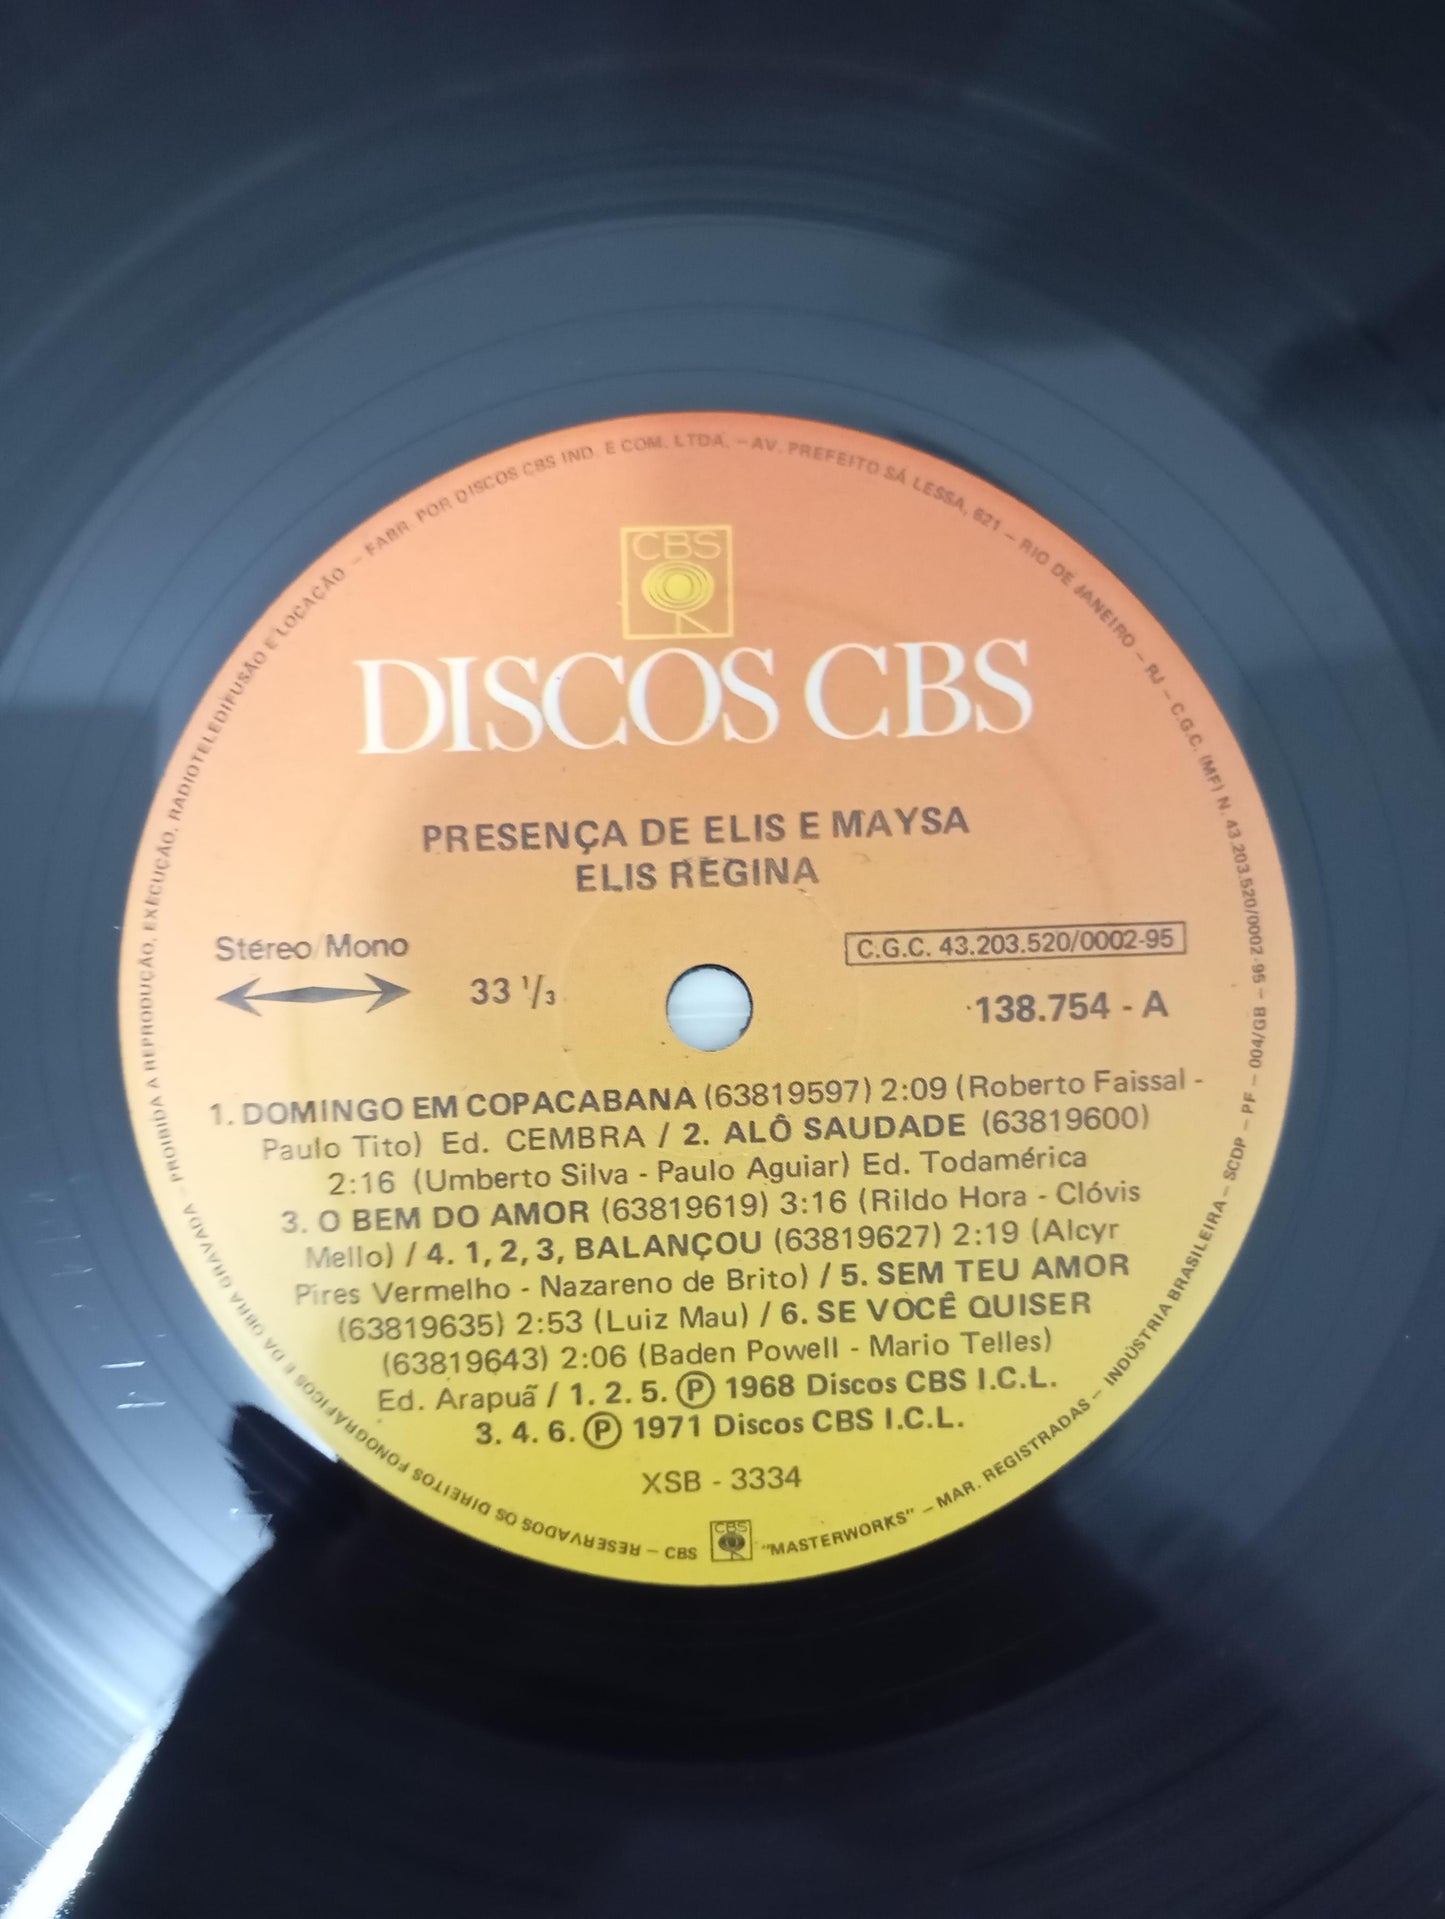 CBS
DISCOS CBS
PRESENÇA DE ELIS E MAYSA
ELIS REGINA
Stéreo/Mono
33 1/3
C.G.C. 43.203.520/0002-95
138.754 - A
1. DOMINGO EM COPACABANA (63819597) 2:09 (Roberto Faissal -
Paulo Tito) Ed. CEMBRA / 2. ALÔ SAUDADE (63819600)
2:16 (Umberto Silva - Paulo Aguiar) Ed. Todamérica
3. O BEM DO AMOR (63819619) 3:16 (Rildo Hora - Clóvis
Mello) / 4. 1, 2, 3, BALANÇOU (63819627) 2:19 (Alcyr
Pires Vermelho - Nazareno de Brito) / 5. SEM TEU AMOR
(63819635) 2:53 (Luiz Mau) / 6. SE VOCÊ QUISER
(63819643) 2:06 (Baden Powell - Mario Telles)
Ed. Arapuã / 1. 2. 5. Ⓟ 1968 Discos CBS I.C.L.
3. 4. 6. Ⓟ 1971 Discos CBS I.C.L.
XSB - 3334
CBS
"MASTERWORKS" – MAR. REGISTRADAS – INDÚSTRIA BRASILEIRA – SCDP – PF – 004/GB – RESERVADOS OS DIREITOS FONOGRÁFICOS E DA OBRA GRAVADA – PROIBIDA A REPRODUÇÃO, EXECUÇÃO, RADIOTELEDIFUSÃO E LOCAÇÃO – FABR. POR DISCOS CBS IND. E COM. LTDA. – AV. PREFEITO SÁ LESSA, 621 – RIO DE JANEIRO – RJ – C.G.C. (MF) N. 43.203.520/0002-95
– CBS